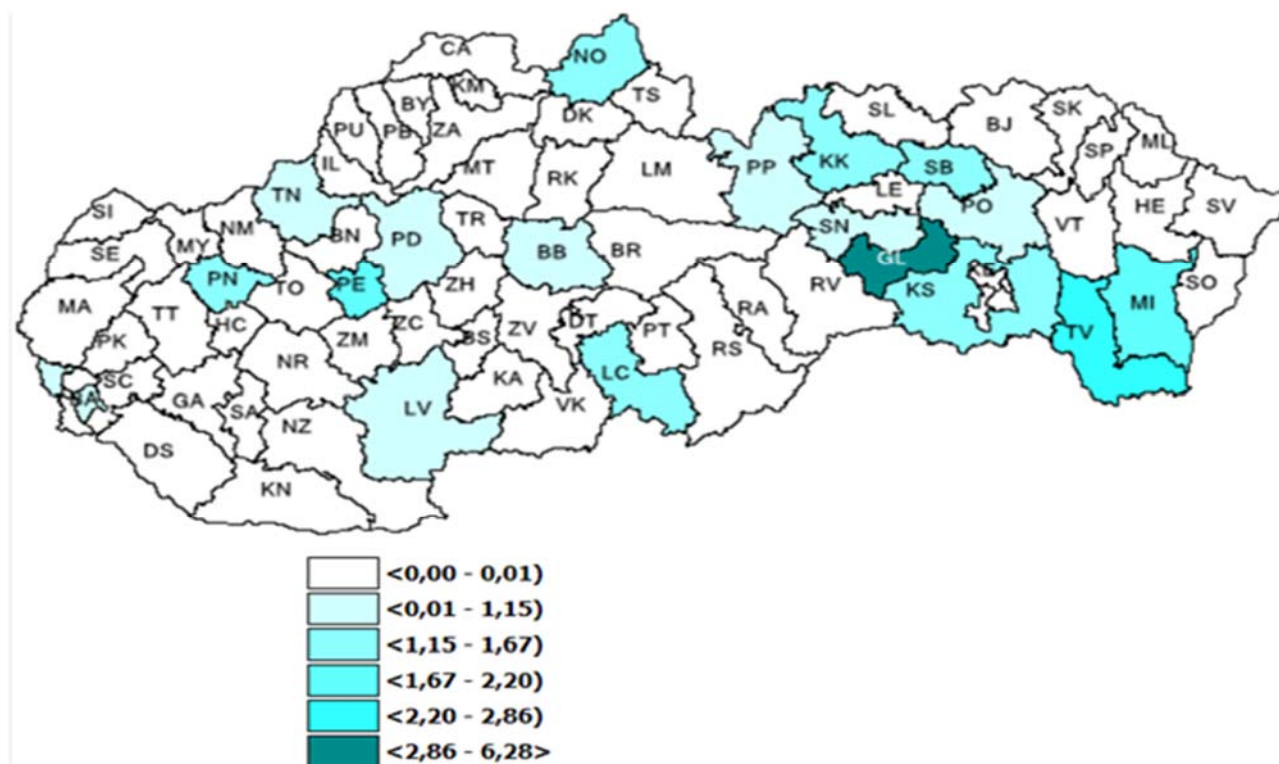 CA
NO
KM
TS
BY
PU
PB
ZA
DK
IL
MT
RK
LM
PP
KK
SL
BJ
SK
SP
ML
SB
LE
PO
VT
HE
SV
TN
SI
NM
BN
PD
TR
BB
BR
SN
GL
SE
MY
PN
TO
PE
ZH
RV
KS
SO
MA
TT
HC
ZM
ZC
BS
ZV
DT
PT
RA
RS
TV
MI
PK
NR
KA
LC
SC
BA
GA
SA
NZ
LV
VK
DS
KN
<0,00 - 0,01)
<0,01 - 1,15)
<1,15 - 1,67)
<1,67 - 2,20)
<2,20 - 2,86)
<2,86 - 6,28>